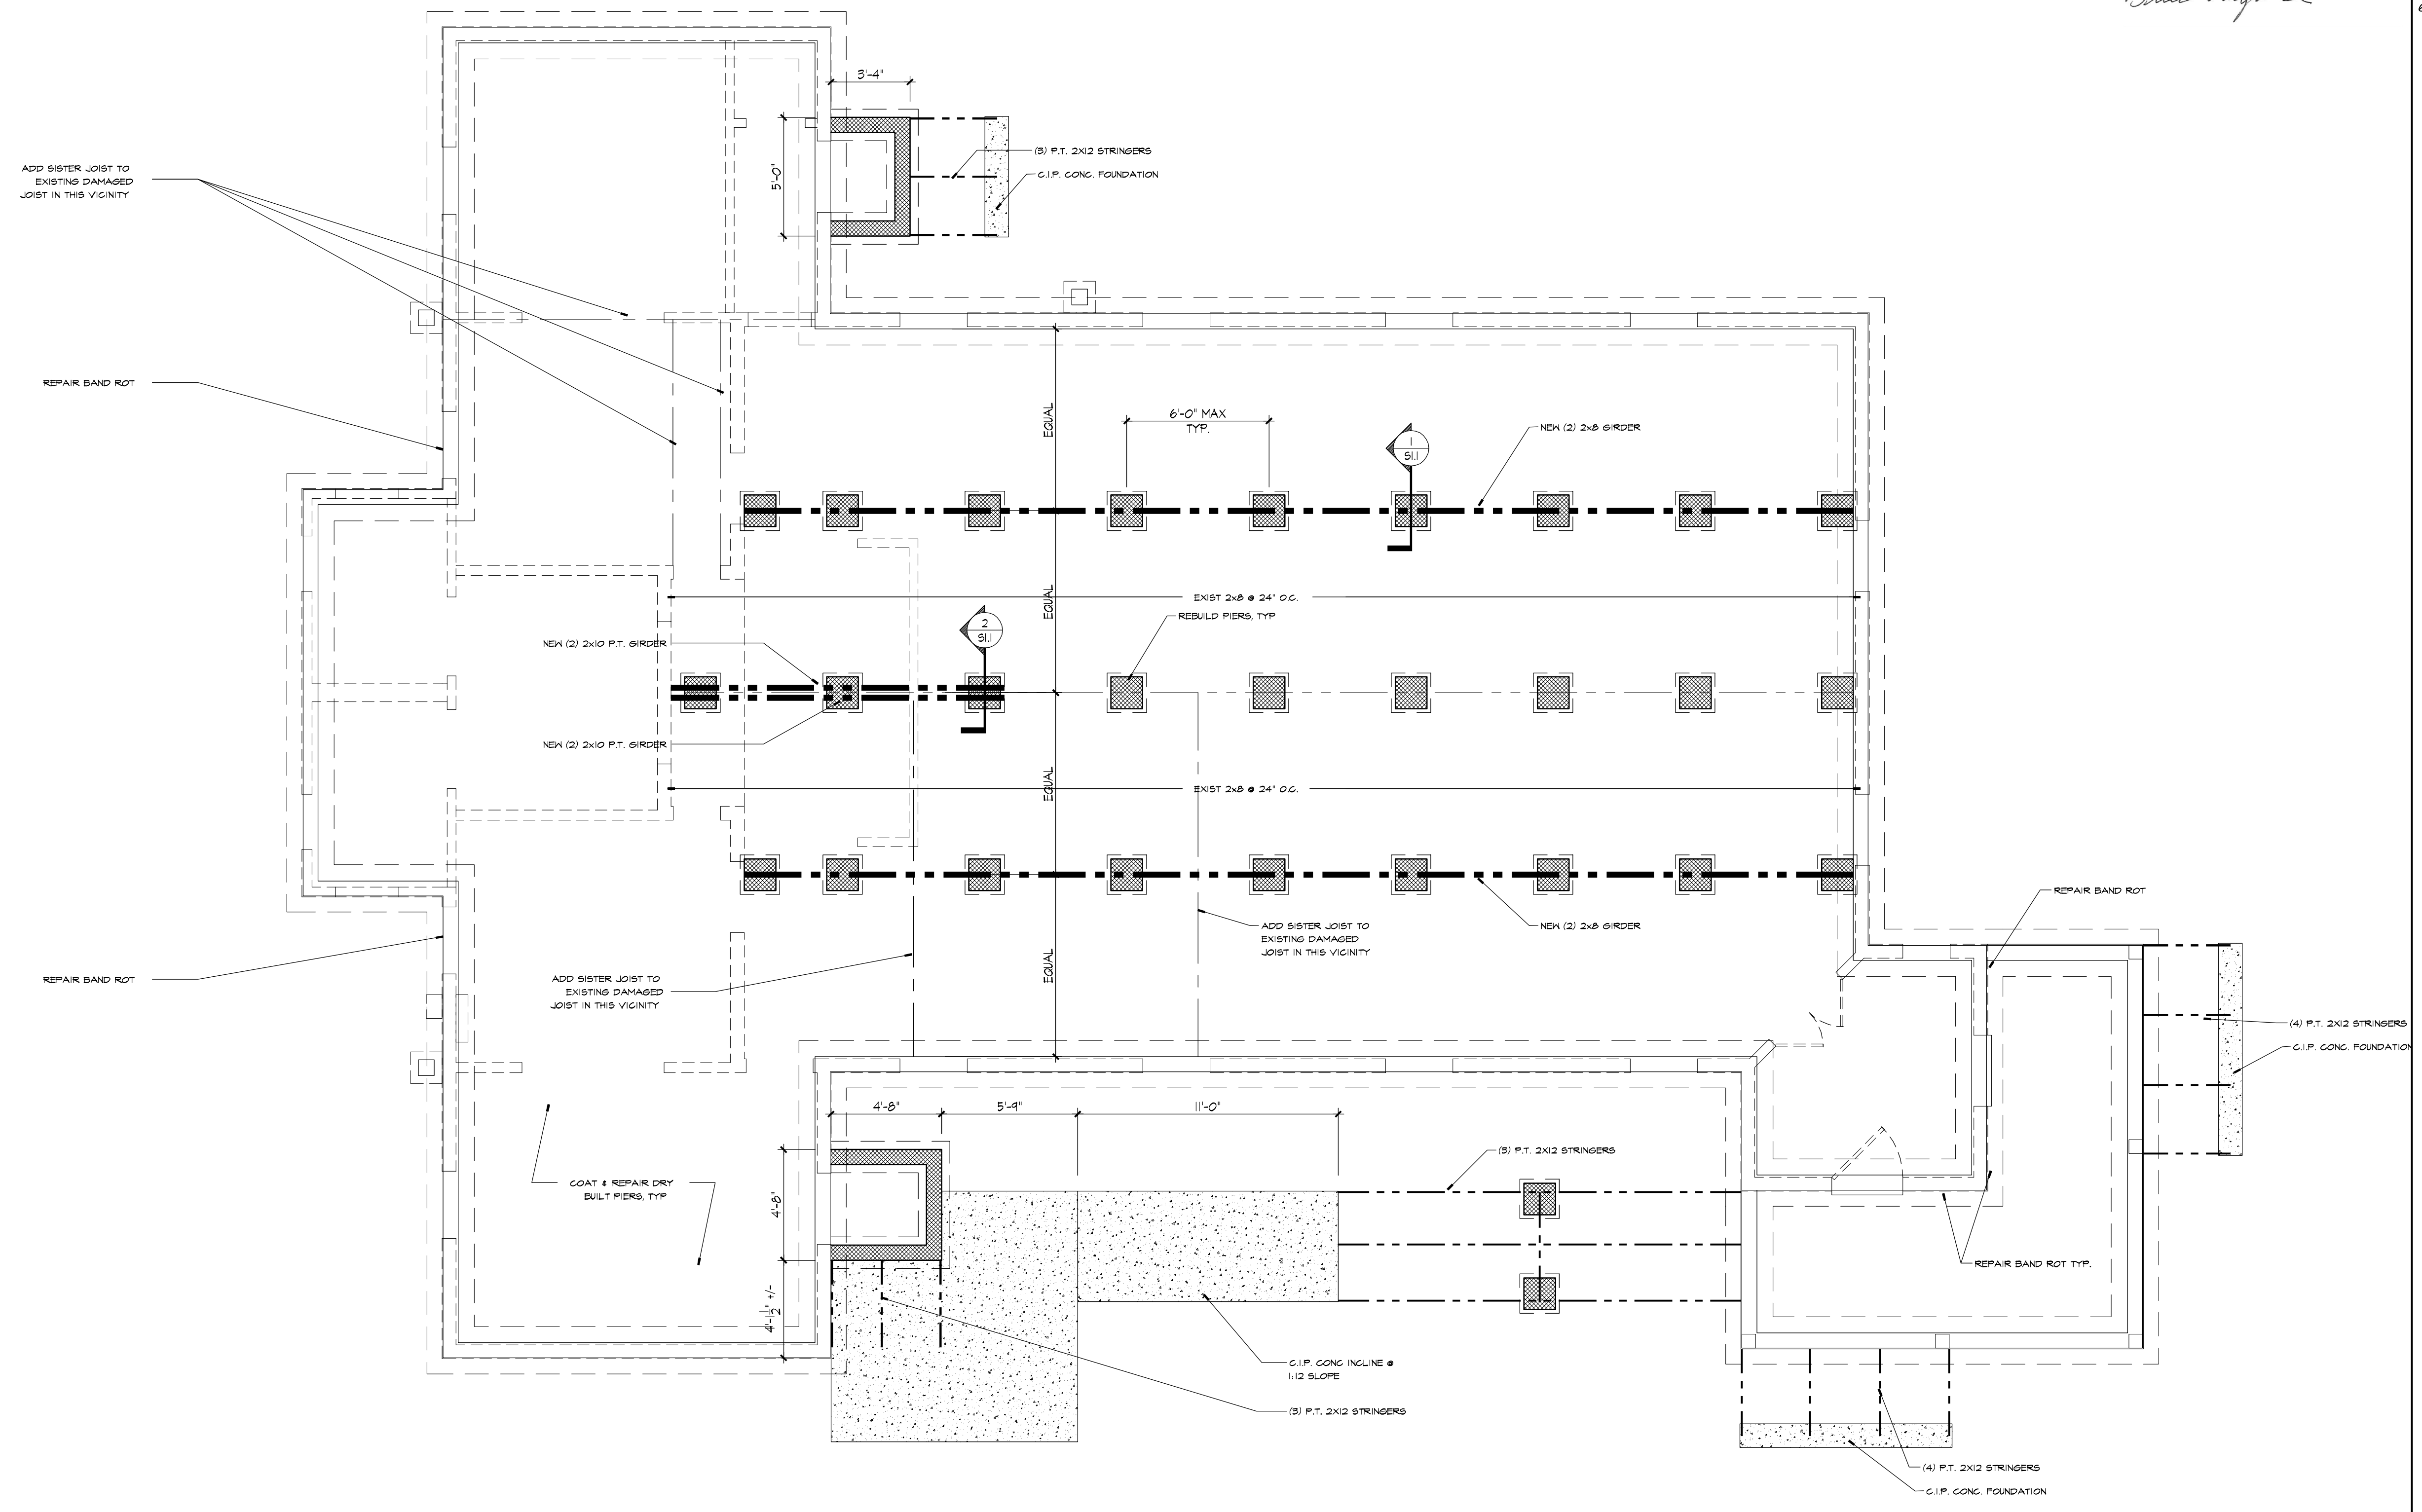 3'-4"
(3) P.T. 2X12 STRINGERS
C.I.P. CONC. FOUNDATION
5'-0"
ADD SISTER JOIST TO
EXISTING DAMAGED
JOIST IN THIS VICINITY
REPAIR BAND ROT
EQUAL
6'-0" MAX
TYP.
NEW (2) 2x8 GIRDER
1
S1.1
EXIST 2x8 @ 24" O.C.
EQUAL
REBUILD PIERS, TYP
2
S1.1
NEW (2) 2x10 P.T. GIRDER
NEW (2) 2x10 P.T. GIRDER
EQUAL
EXIST 2x8 @ 24" O.C.
REPAIR BAND ROT
ADD SISTER JOIST TO
EXISTING DAMAGED
JOIST IN THIS VICINITY
NEW (2) 2x8 GIRDER
EQUAL
REPAIR BAND ROT
ADD SISTER JOIST TO
EXISTING DAMAGED
JOIST IN THIS VICINITY
(4) P.T. 2X12 STRINGERS
C.I.P. CONC. FOUNDATION
4'-8"
5'-9"
11'-0"
(3) P.T. 2X12 STRINGERS
COAT & REPAIR DRY
BUILT PIERS, TYP
4'-8"
REPAIR BAND ROT TYP.
4'-1 1/2" +/-
C.I.P. CONC INCLINE @
1:12 SLOPE
(3) P.T. 2X12 STRINGERS
(4) P.T. 2X12 STRINGERS
C.I.P. CONC. FOUNDATION